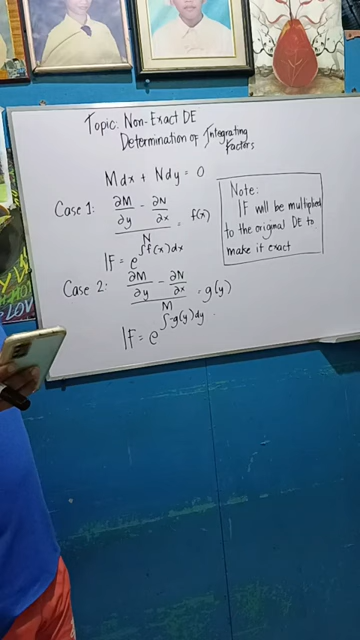 Topic: Non-Exact DE
Determination of Integrating
Factors
Mdx + Ndy = 0
Case 1: (∂M/∂y - ∂N/∂x)/N = f(x)
IF = e^∫f(x)dx
Case 2: (∂M/∂y - ∂N/∂x)/M = g(y)
IF = e^∫-g(y)dy
Note:
IF will be multiplied
to the original DE to
make it exact